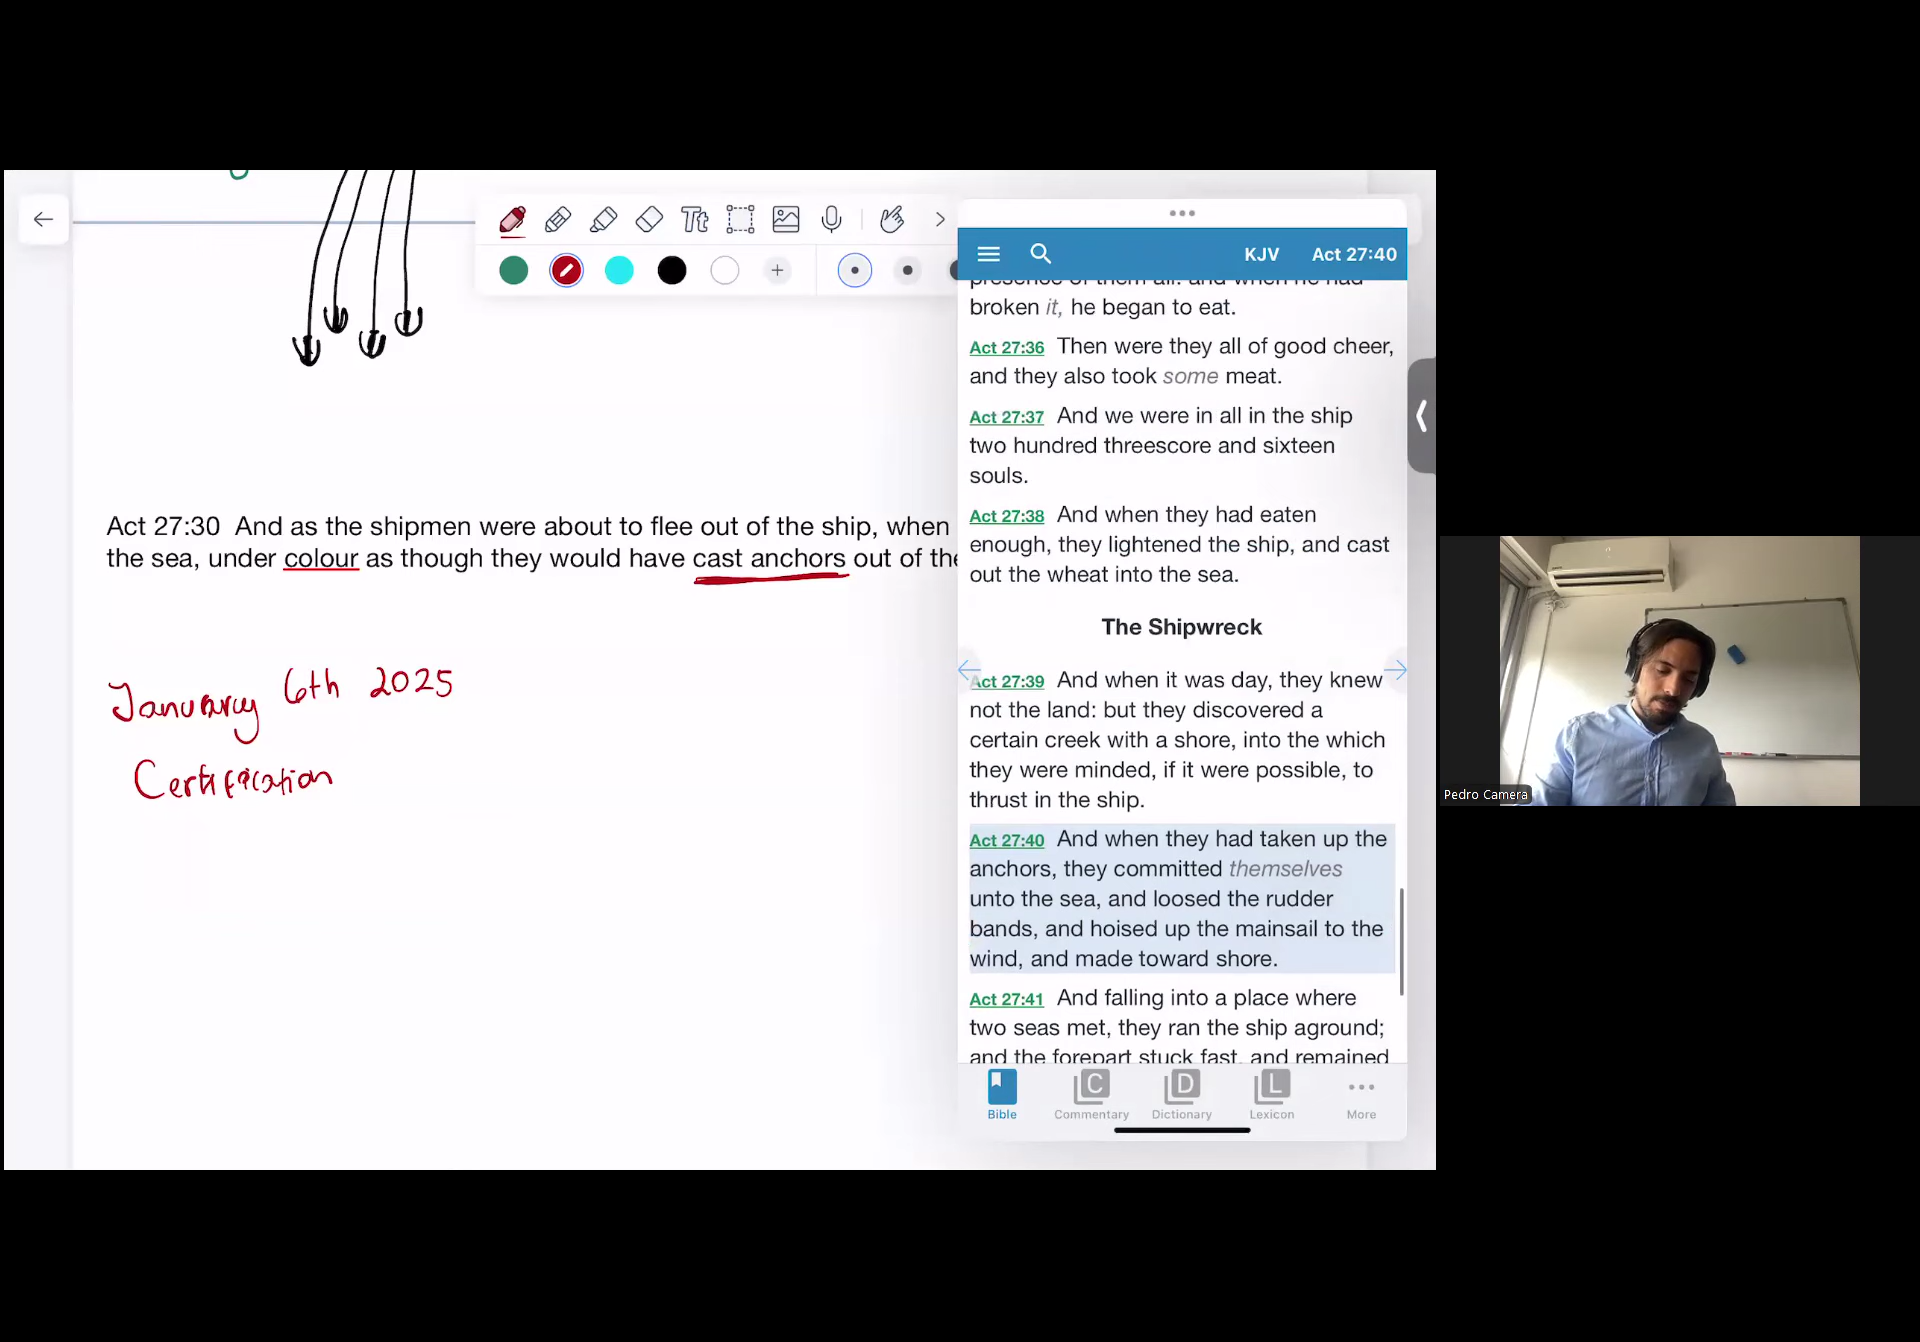 Tt
KJV
Act 27:40
broken it, he began to eat.
Act 27:36 Then were they all of good cheer,
and they also took some meat.
Act 27:37 And we were in all in the ship
two hundred threescore and sixteen
souls.
Act 27:38 And when they had eaten
enough, they lightened the ship, and cast
out the wheat into the sea.
The Shipwreck
Act 27:39 And when it was day, they knew
not the land: but they discovered a
certain creek with a shore, into the which
they were minded, if it were possible, to
thrust in the ship.
Act 27:40 And when they had taken up the
anchors, they committed themselves
unto the sea, and loosed the rudder
bands, and hoised up the mainsail to the
wind, and made toward shore.
Act 27:41 And falling into a place where
two seas met, they ran the ship aground;
and the forepart stuck fast, and remained
C
D
L
Bible
Commentary
Dictionary
Lexicon
More
Act 27:30 And as the shipmen were about to flee out of the ship, when
the sea, under colour as though they would have cast anchors out of the
January 6th 2025
Certification
Pedro Camera